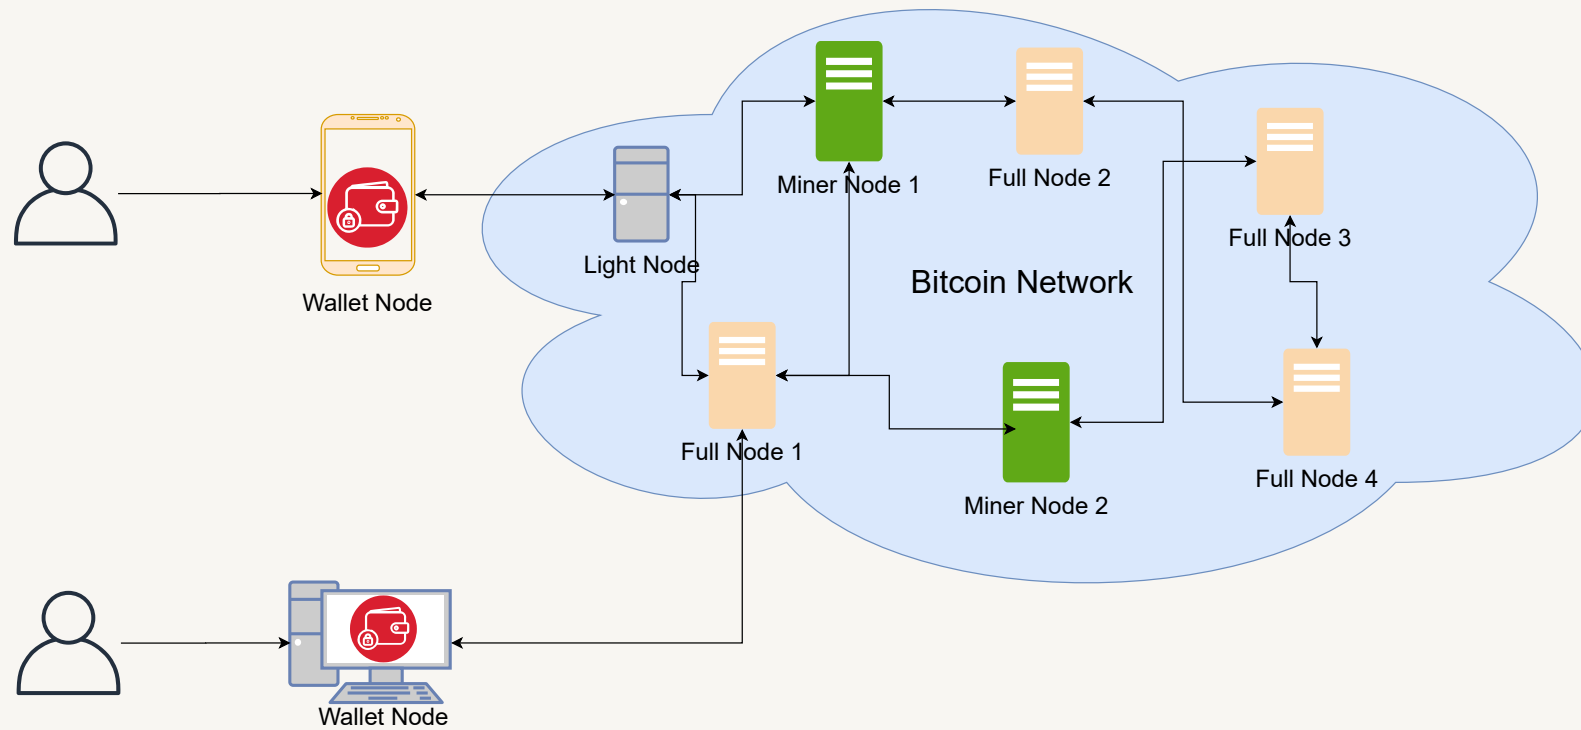 Miner Node 1
Full Node 2
Full Node 3
Light Node
Wallet Node
Bitcoin Network
Full Node 1
Miner Node 2
Full Node 4
Wallet Node